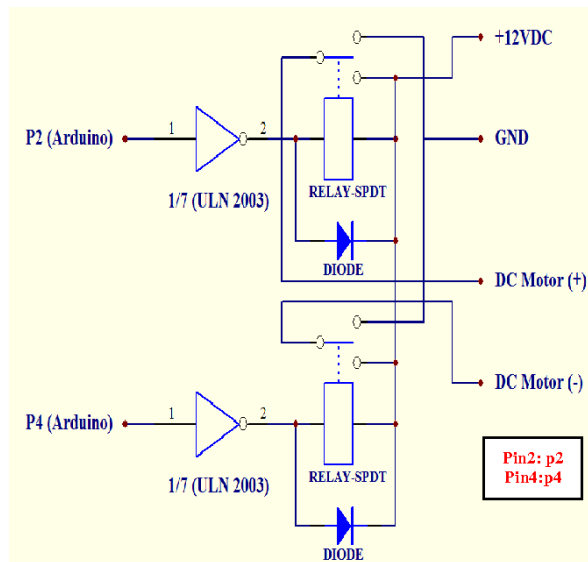 +12VDC
P2 (Arduino)
1
2
GND
RELAY-SPDT
1/7 (ULN 2003)
DIODE
DC Motor (+)
DC Motor (-)
P4 (Arduino)
1
2
RELAY-SPDT
1/7 (ULN 2003)
DIODE
Pin2: p2
Pin4:p4